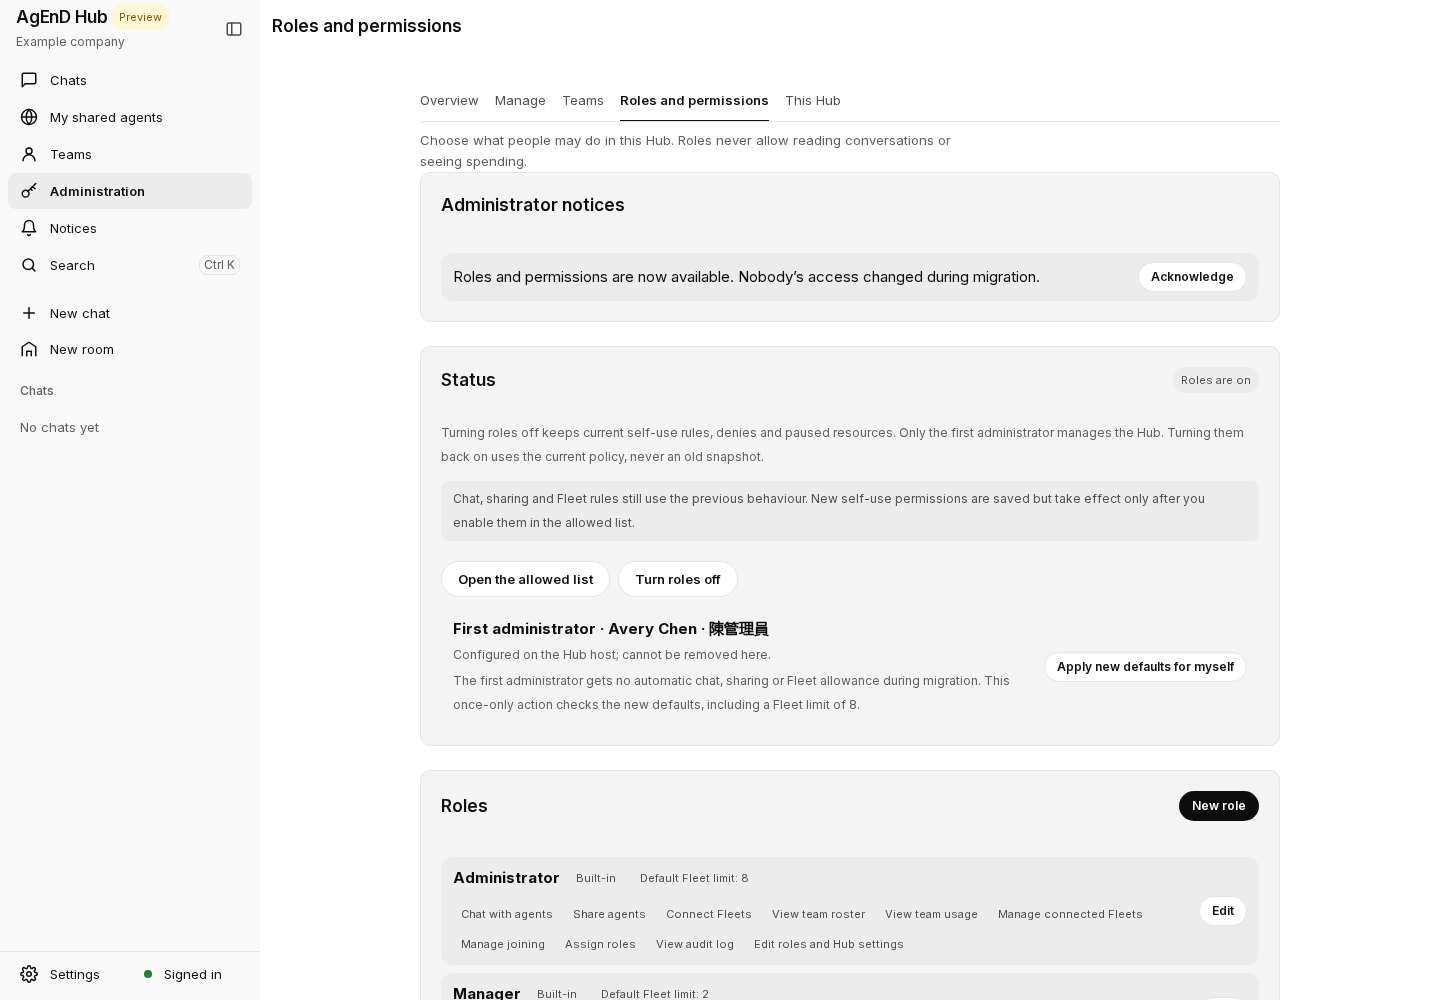 AgEnD Hub Preview
Example company
Chats
My shared agents
Teams
Administration
Notices
Search Ctrl K
New chat
New room
Chats
No chats yet
Settings
Signed in
Roles and permissions
Overview Manage Teams Roles and permissions This Hub
Choose what people may do in this Hub. Roles never allow reading conversations or
seeing spending.
Administrator notices
Roles and permissions are now available. Nobody’s access changed during migration.
Acknowledge
Status
Roles are on
Turning roles off keeps current self-use rules, denies and paused resources. Only the first administrator manages the Hub. Turning them
back on uses the current policy, never an old snapshot.
Chat, sharing and Fleet rules still use the previous behaviour. New self-use permissions are saved but take effect only after you
enable them in the allowed list.
Open the allowed list Turn roles off
First administrator · Avery Chen · 陳管理員
Configured on the Hub host; cannot be removed here.
The first administrator gets no automatic chat, sharing or Fleet allowance during migration. This
once-only action checks the new defaults, including a Fleet limit of 8.
Apply new defaults for myself
Roles
New role
Administrator Built-in Default Fleet limit: 8
Chat with agents Share agents Connect Fleets View team roster View team usage Manage connected Fleets
Manage joining Assign roles View audit log Edit roles and Hub settings
Edit
Manager Built-in Default Fleet limit: 2